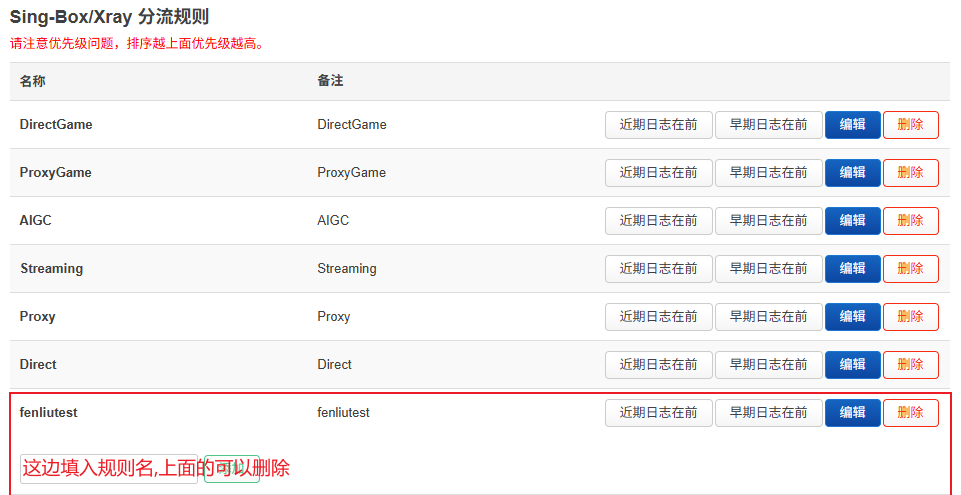 Sing-Box/Xray 分流规则
请注意优先级问题，排序越上面优先级越高。
名称 备注
DirectGame DirectGame 近期日志在前 早期日志在前 编辑 删除
ProxyGame ProxyGame 近期日志在前 早期日志在前 编辑 删除
AIGC AIGC 近期日志在前 早期日志在前 编辑 删除
Streaming Streaming 近期日志在前 早期日志在前 编辑 删除
Proxy Proxy 近期日志在前 早期日志在前 编辑 删除
Direct Direct 近期日志在前 早期日志在前 编辑 删除
fenliutest fenliutest 近期日志在前 早期日志在前 编辑 删除
这边填入规则名,上面的可以删除